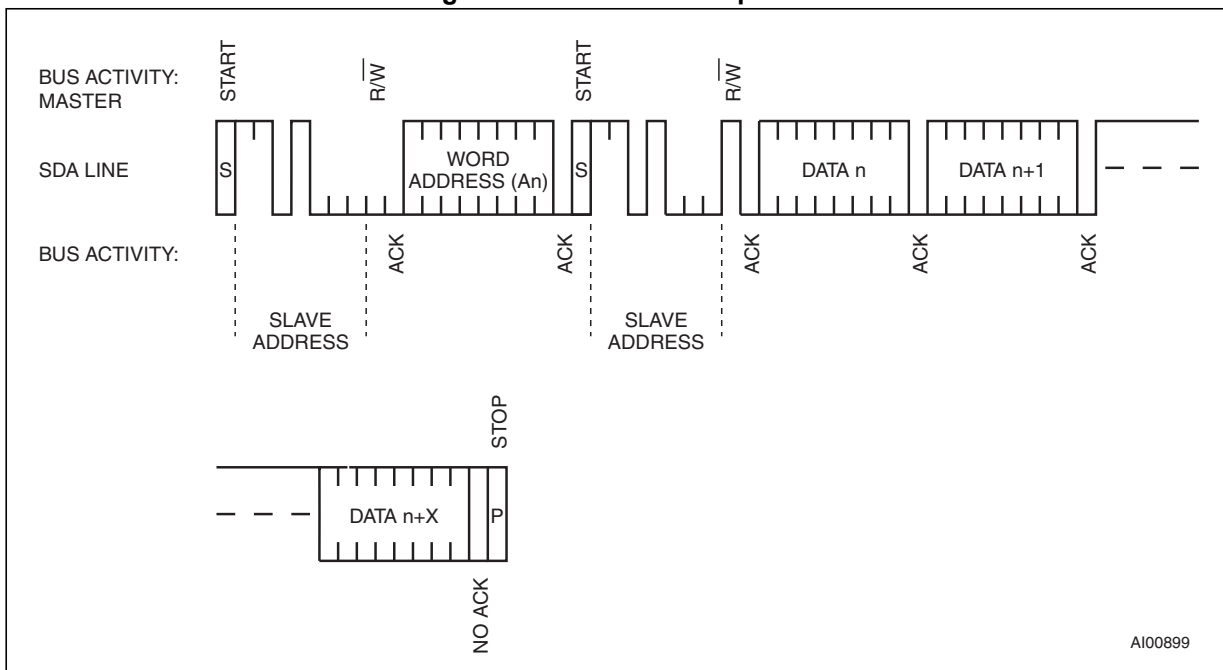 BUS ACTIVITY:
MASTER
START
R/W
START
R/W
SDA LINE
S
WORD
ADDRESS (An)
S
DATA n
DATA n+1
BUS ACTIVITY:
ACK
ACK
ACK
ACK
ACK
SLAVE
ADDRESS
SLAVE
ADDRESS
STOP
DATA n+X
P
NO ACK
AI00899